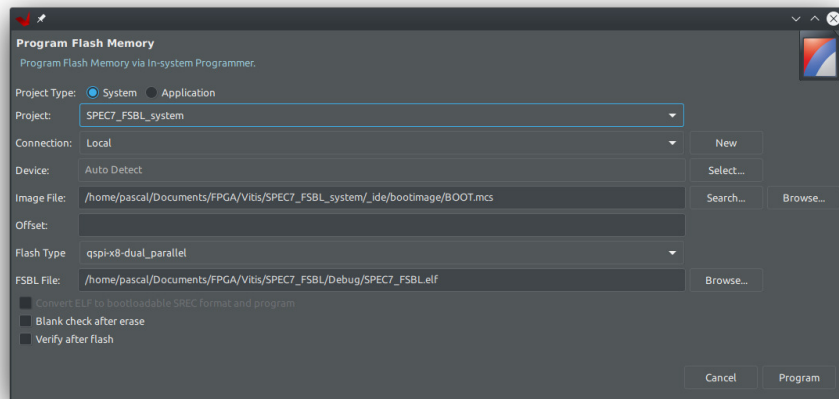 Program Flash Memory
Program Flash Memory via In-system Programmer.
Project Type: System Application
Project: SPEC7_FSBL_system
Connection: Local New
Device: Auto Detect Select...
Image File: /home/pascal/Documents/FPGA/Vitis/SPEC7_FSBL_system/_ide/bootimage/BOOT.mcs Search... Browse...
Offset:
Flash Type qspi-x8-dual_parallel
FSBL File: /home/pascal/Documents/FPGA/Vitis/SPEC7_FSBL/Debug/SPEC7_FSBL.elf Browse...
Convert ELF to bootloadable SREC format and program
Blank check after erase
Verify after flash
Cancel Program